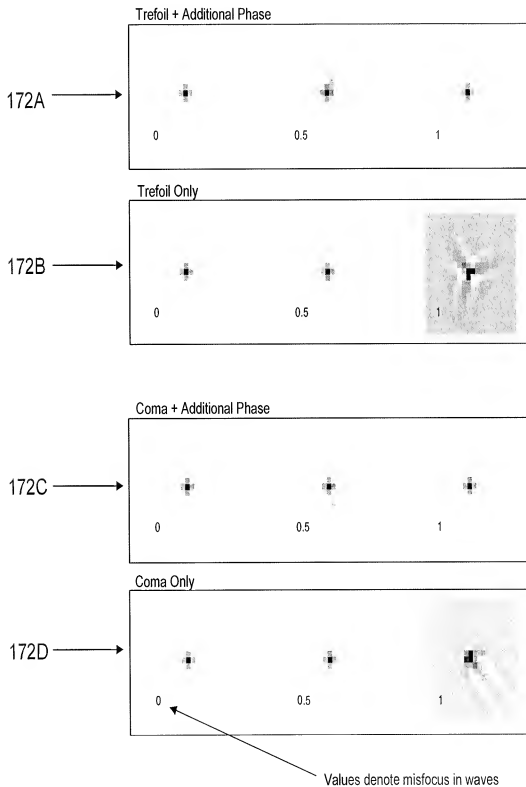 Trefoil + Additional Phase
172A
0 0.5 1
Trefoil Only
172B
0 0.5 1
Coma + Additional Phase
172C
0 0.5 1
Coma Only
172D
0 0.5 1
Values denote misfocus in waves